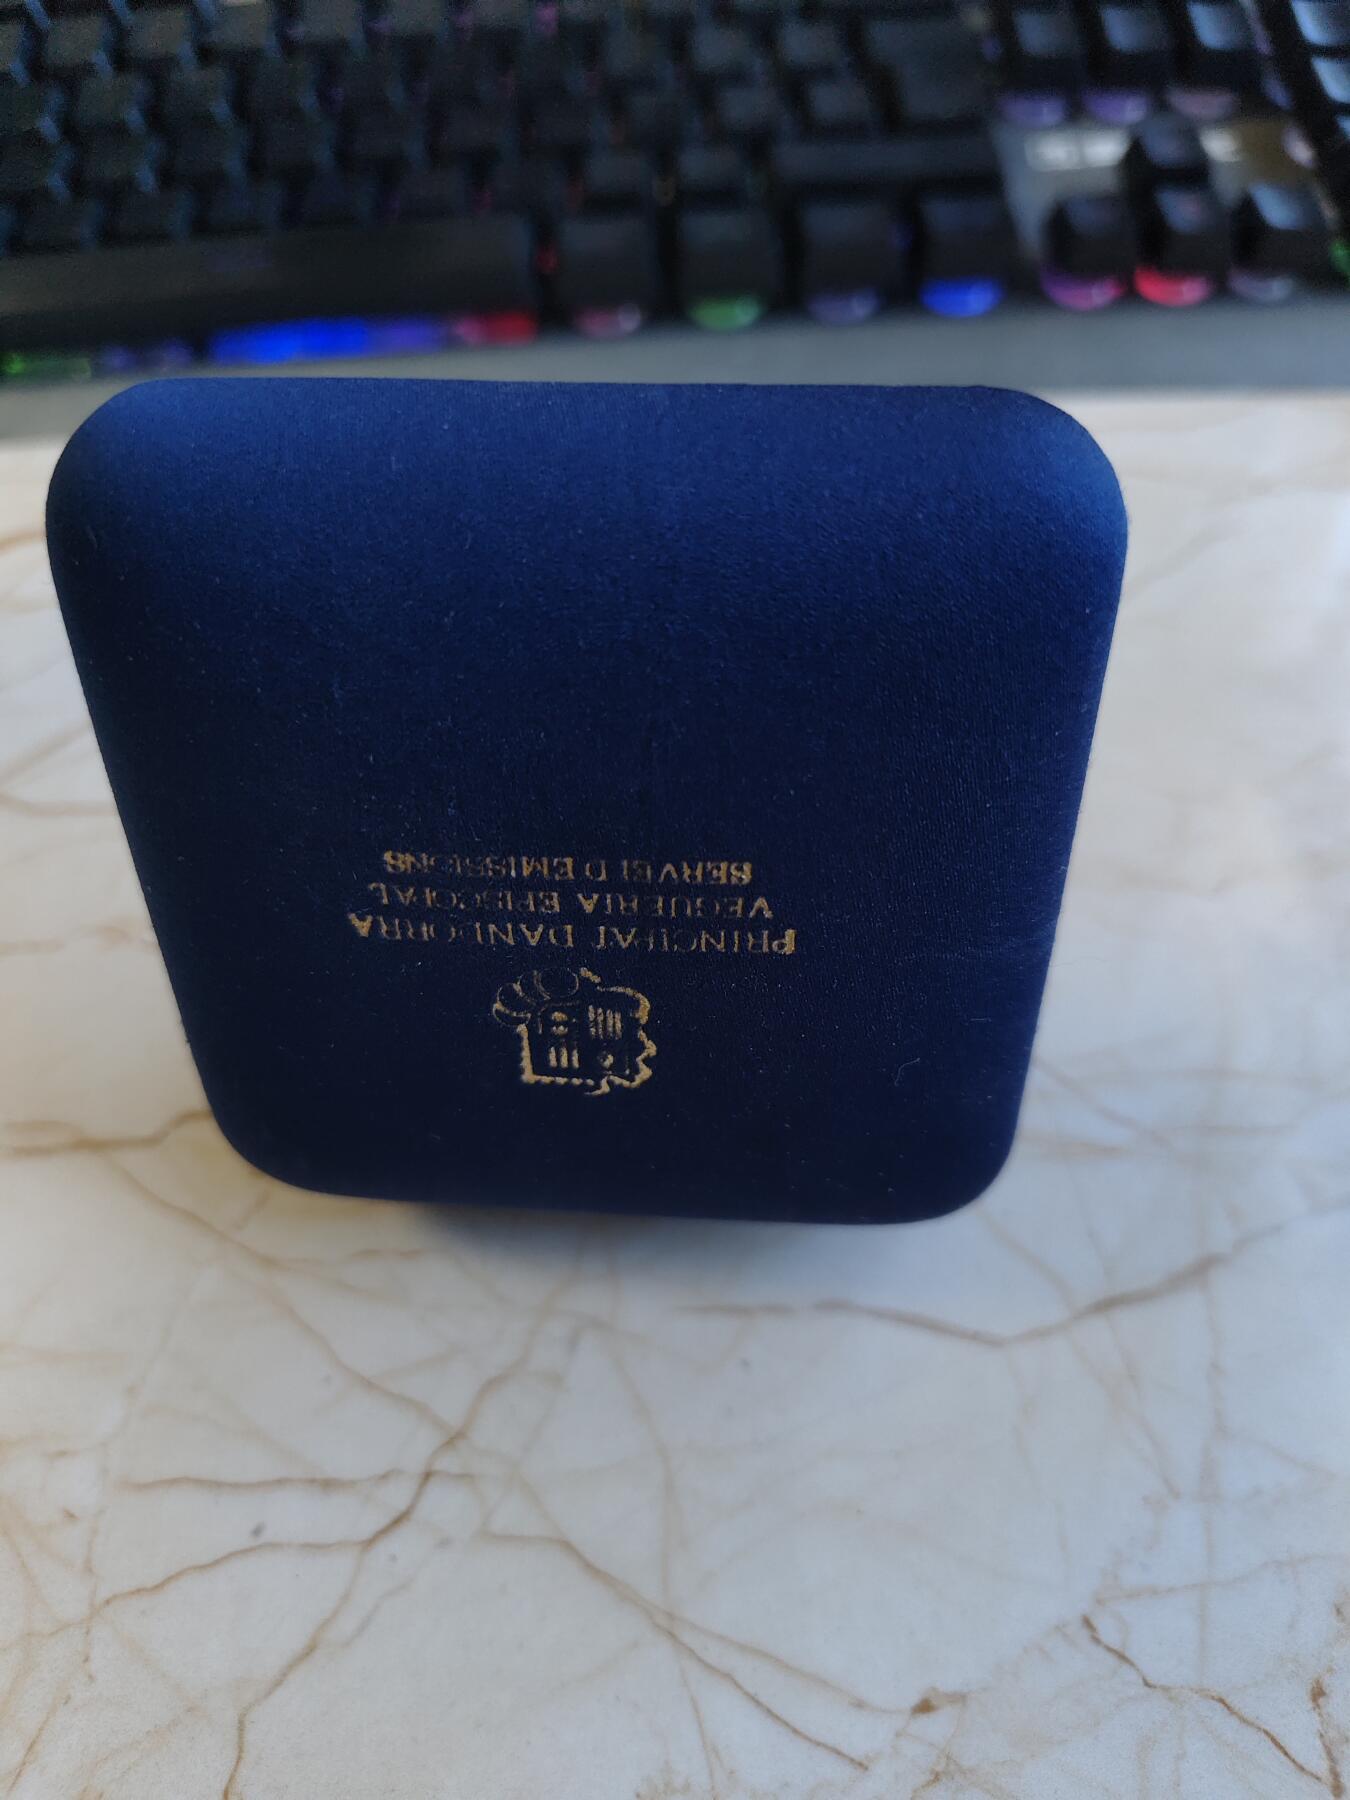 PRINCIPAT D'ANDORRA
VEGUERIA EPISCOPAL
SERVEI D'EMISSIONS